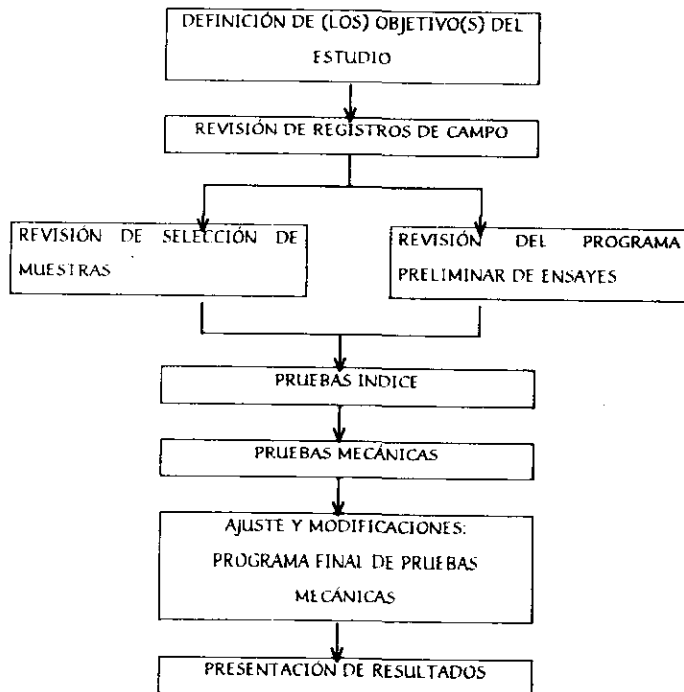 DEFINICIÓN DE (LOS) OBJETIVO(S) DEL
ESTUDIO
REVISIÓN DE REGISTROS DE CAMPO
REVISIÓN DE SELECCIÓN DE
MUESTRAS
REVISIÓN DEL PROGRAMA
PRELIMINAR DE ENSAYES
PRUEBAS INDICE
PRUEBAS MECÁNICAS
AJUSTE Y MODIFICACIONES:
PROGRAMA FINAL DE PRUEBAS
MECÁNICAS
PRESENTACIÓN DE RESULTADOS